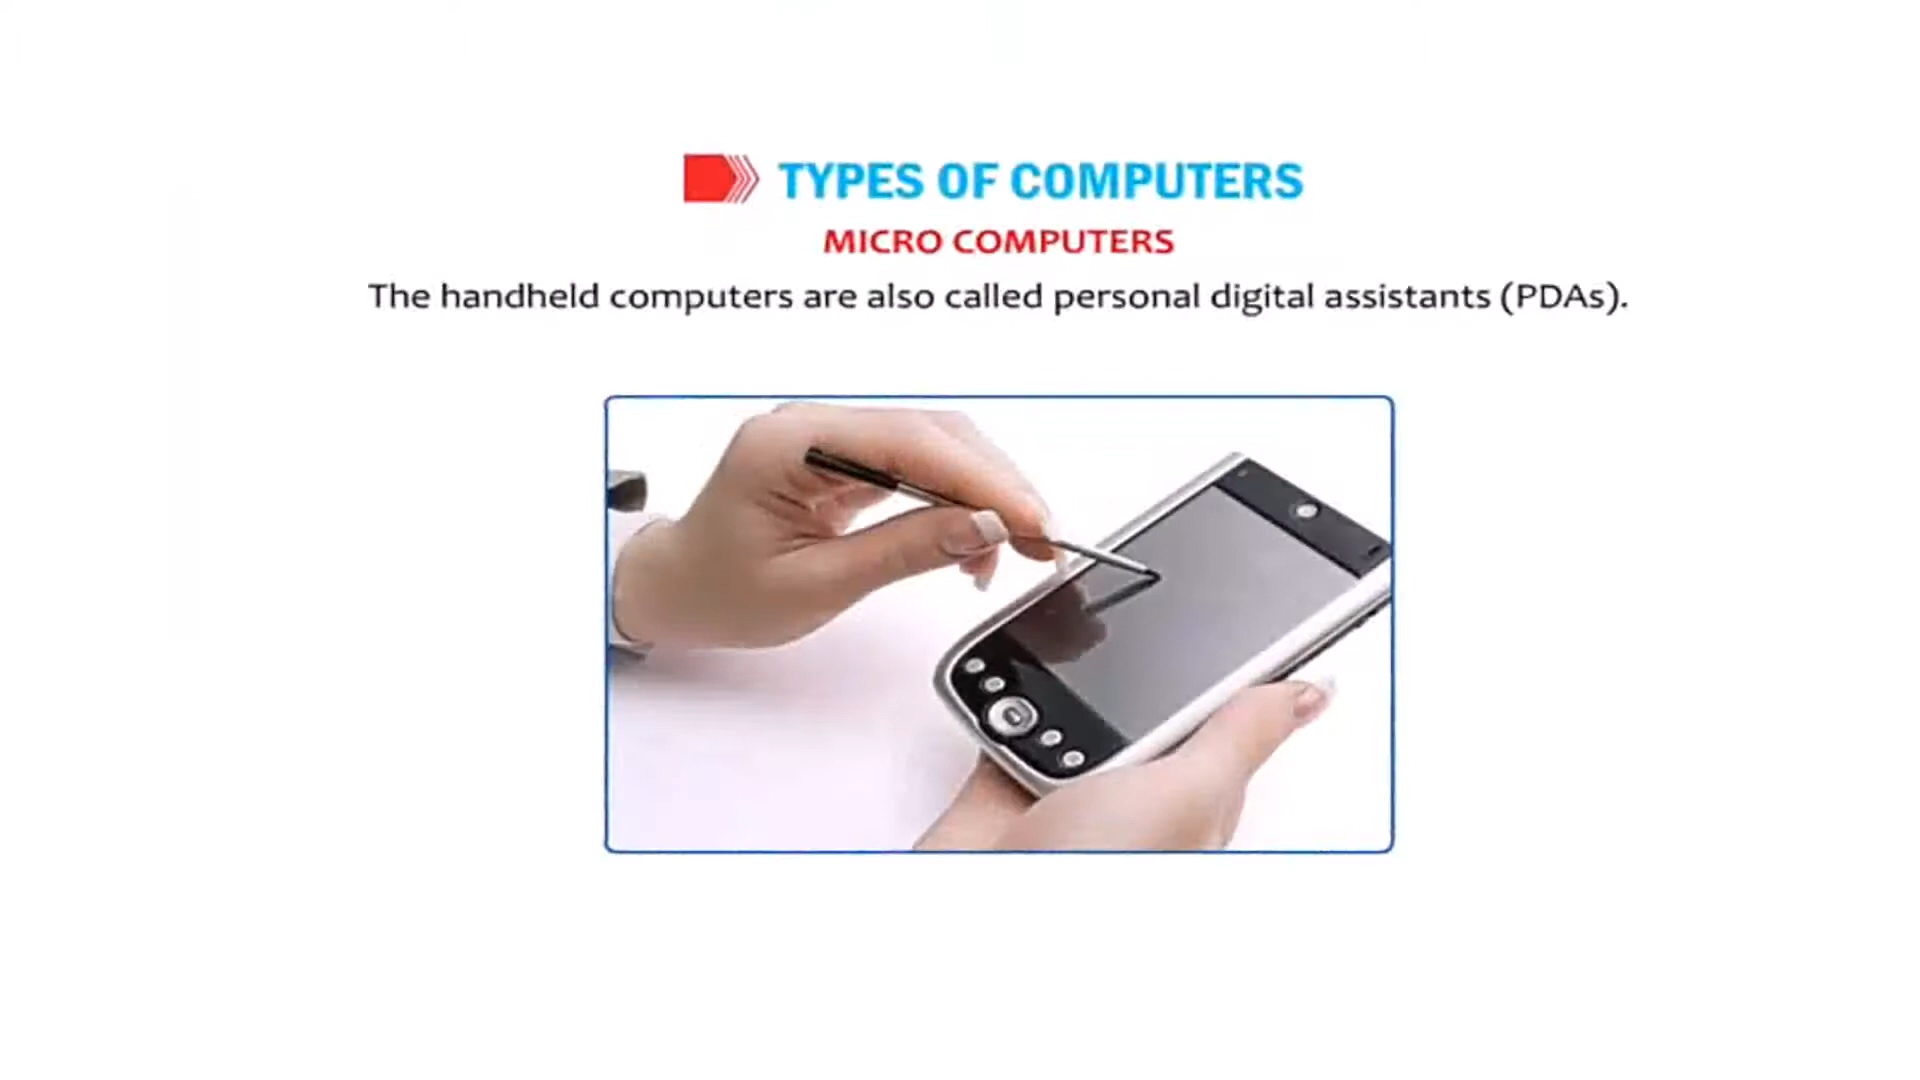 TYPES OF COMPUTERS
MICRO COMPUTERS
The handheld computers are also called personal digital assistants (PDAs).